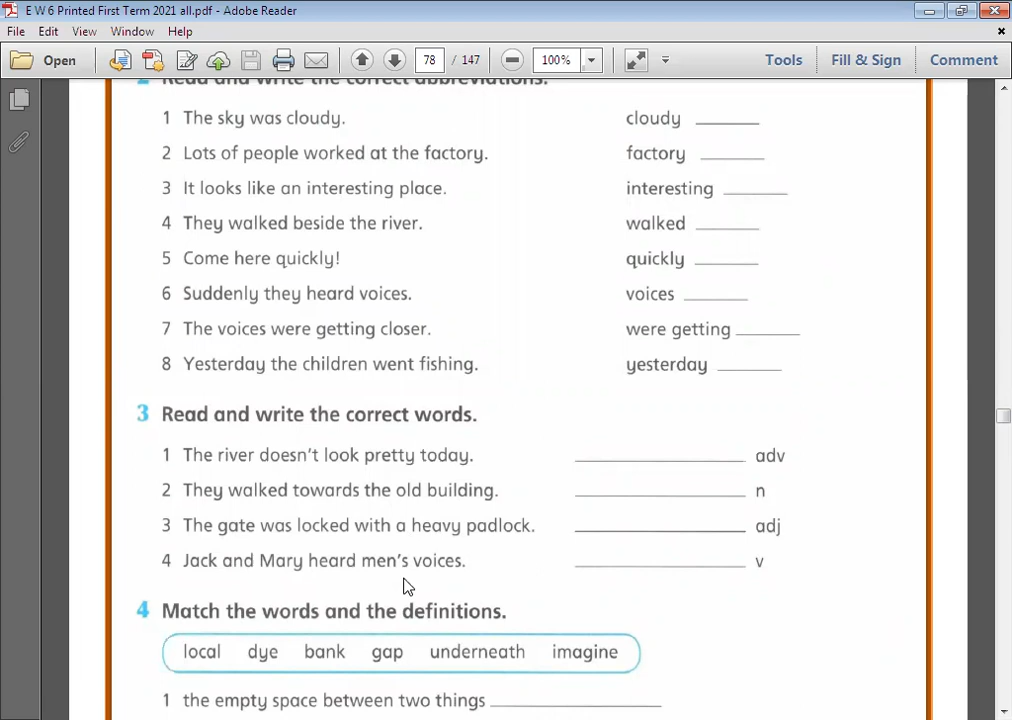 E W 6 Printed First Term 2021 all.pdf - Adobe Reader
File Edit View Window Help
Open 78 / 147 100% Tools Fill & Sign Comment
2 Read and write the correct abbreviations.
1 The sky was cloudy. cloudy
2 Lots of people worked at the factory. factory
3 It looks like an interesting place. interesting
4 They walked beside the river. walked
5 Come here quickly! quickly
6 Suddenly they heard voices. voices
7 The voices were getting closer. were getting
8 Yesterday the children went fishing. yesterday
3 Read and write the correct words.
1 The river doesn't look pretty today. adv
2 They walked towards the old building. n
3 The gate was locked with a heavy padlock. adj
4 Jack and Mary heard men's voices. v
4 Match the words and the definitions.
local dye bank gap underneath imagine
1 the empty space between two things